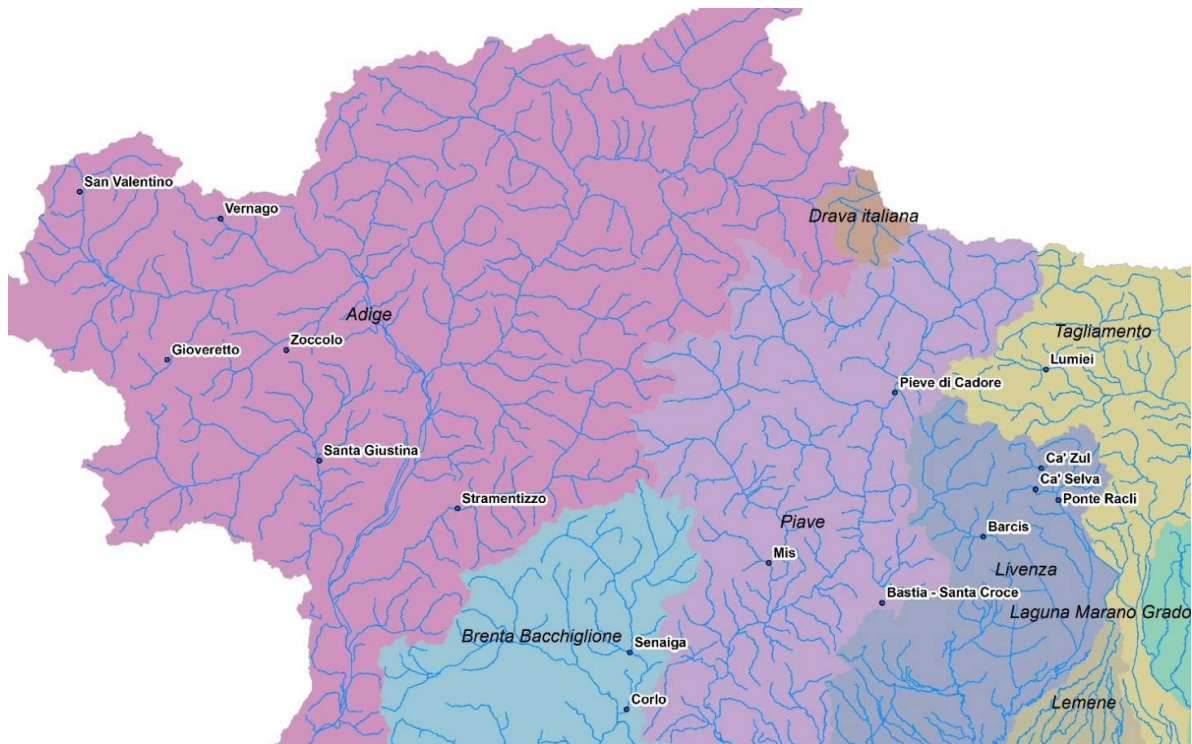 San Valentino
Vernago
Drava italiana
Adige
Tagliamento
Zoccolo
Gioveretto
Lumiei
Pieve di Cadore
Santa Giustina
Ca' Zul
Ca' Selva
Stramentizzo
Ponte Racli
Piave
Barcis
Mis
Livenza
Bastia - Santa Croce
Laguna Marano Grado
Brenta Bacchiglione
Senaiga
Lemene
Corlo